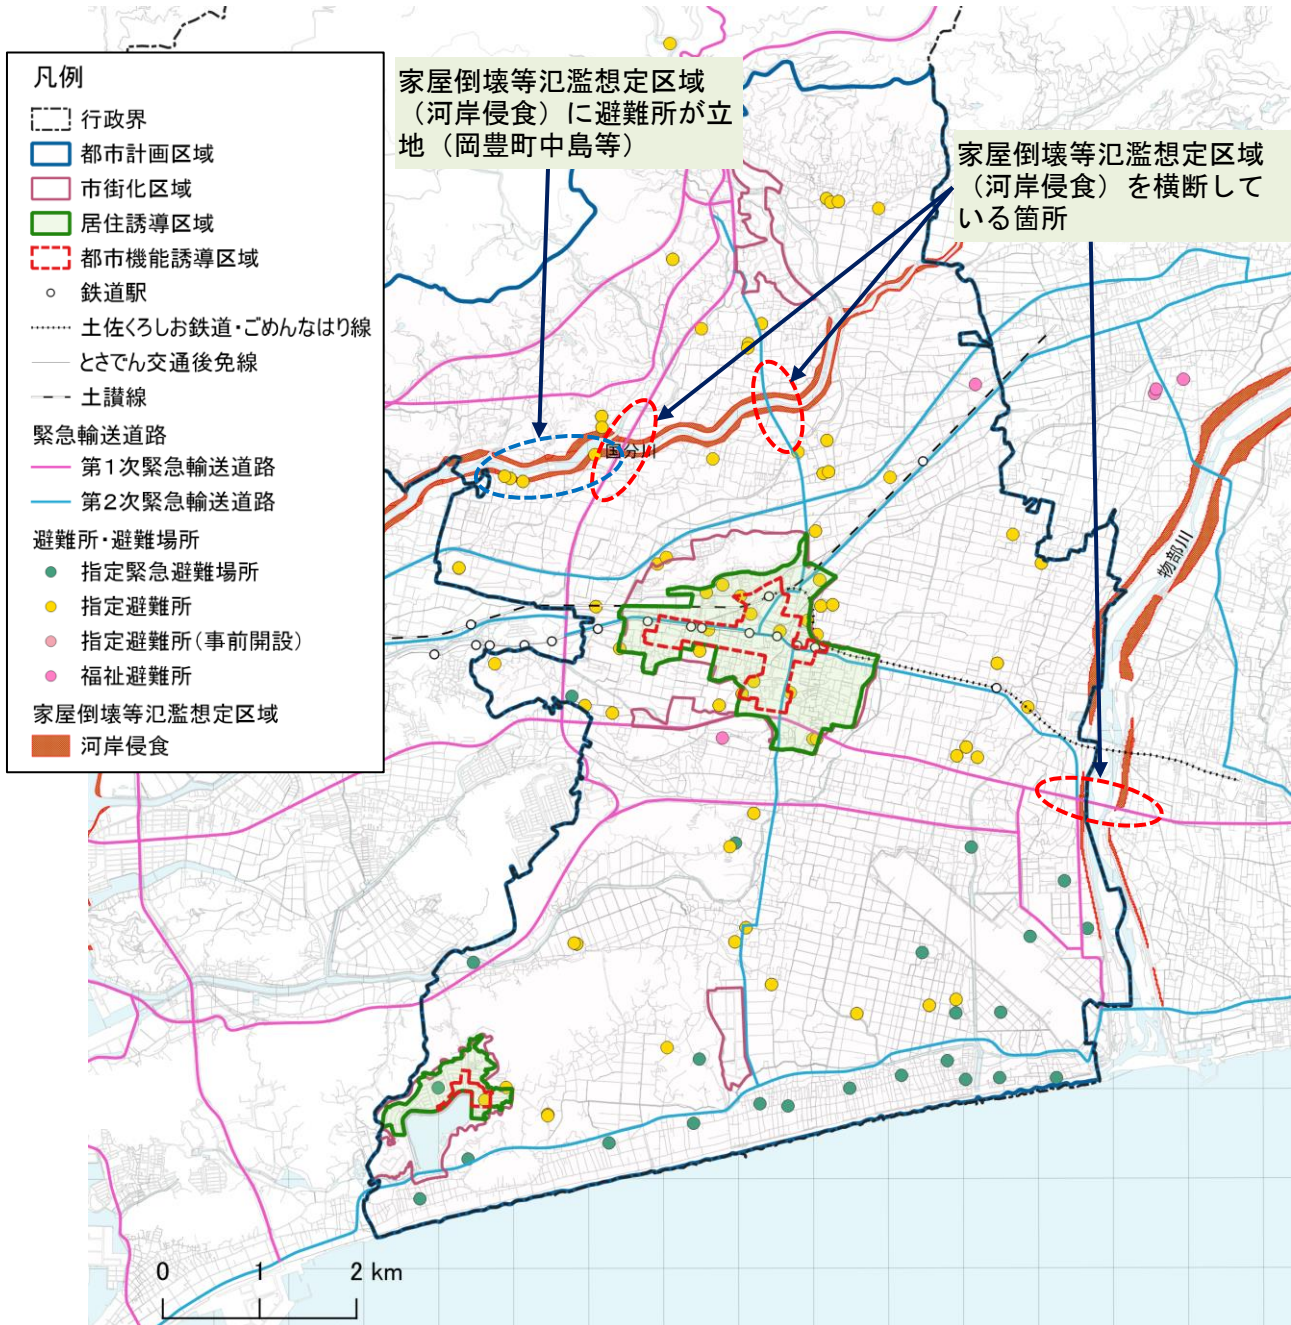 凡例
行政界
都市計画区域
市街化区域
居住誘導区域
都市機能誘導区域
鉄道駅
土佐くろしお鉄道・ごめんなはり線
とさでん交通後免線
土讃線
緊急輸送道路
第1次緊急輸送道路
第2次緊急輸送道路
避難所・避難場所
指定緊急避難場所
指定避難所
指定避難所(事前開設)
福祉避難所
家屋倒壊等氾濫想定区域
河岸侵食
家屋倒壊等氾濫想定区域
（河岸侵食）に避難所が立
地（岡豊町中島等）
家屋倒壊等氾濫想定区域
（河岸侵食）を横断して
いる箇所
国分川
物部川
0 1 2 km